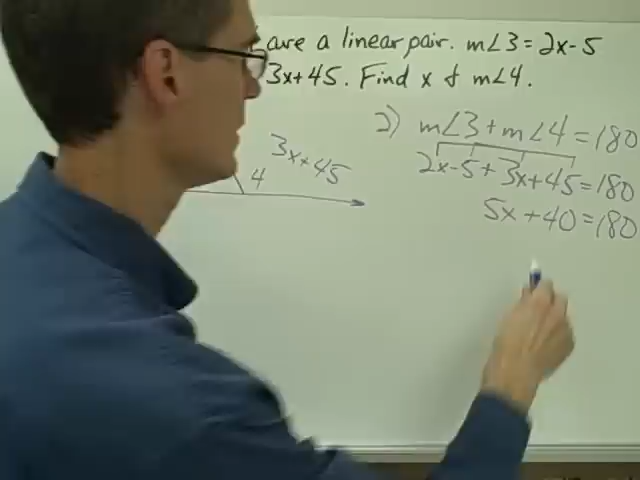 are a linear pair. m∠3 = 2x-5
3x+45. Find x & m∠4.
2) m∠3 + m∠4 = 180
2x-5 + 3x+45 = 180
5x + 40 = 180
3x+45
4